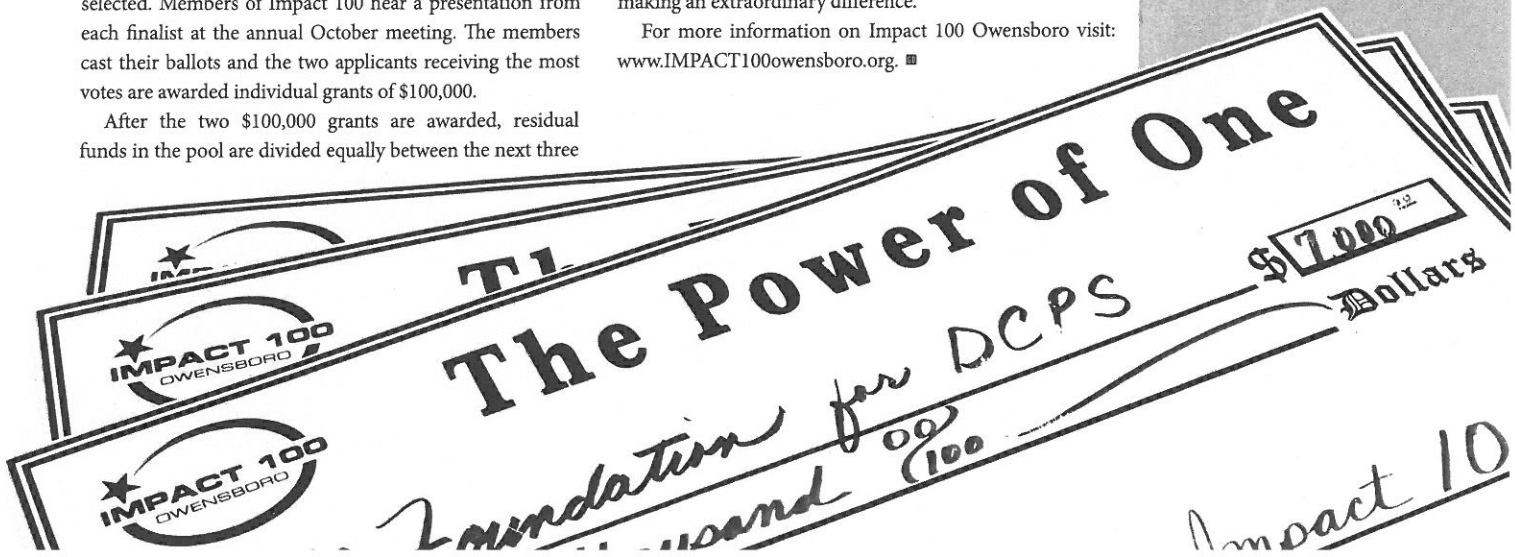 selected. Members of Impact 100 hear a presentation from
each finalist at the annual October meeting. The members
cast their ballots and the two applicants receiving the most
votes are awarded individual grants of $100,000.
After the two $100,000 grants are awarded, residual
funds in the pool are divided equally between the next three
making an extraordinary difference.
For more information on Impact 100 Owensboro visit:
www.IMPACT100owensboro.org.
IMPACT 100
OWENSBORO
IMPACT 100
OWENSBORO
The Power of One
$ 7,000
Foundation for DCPS
Dollars
00/100
Impact 10